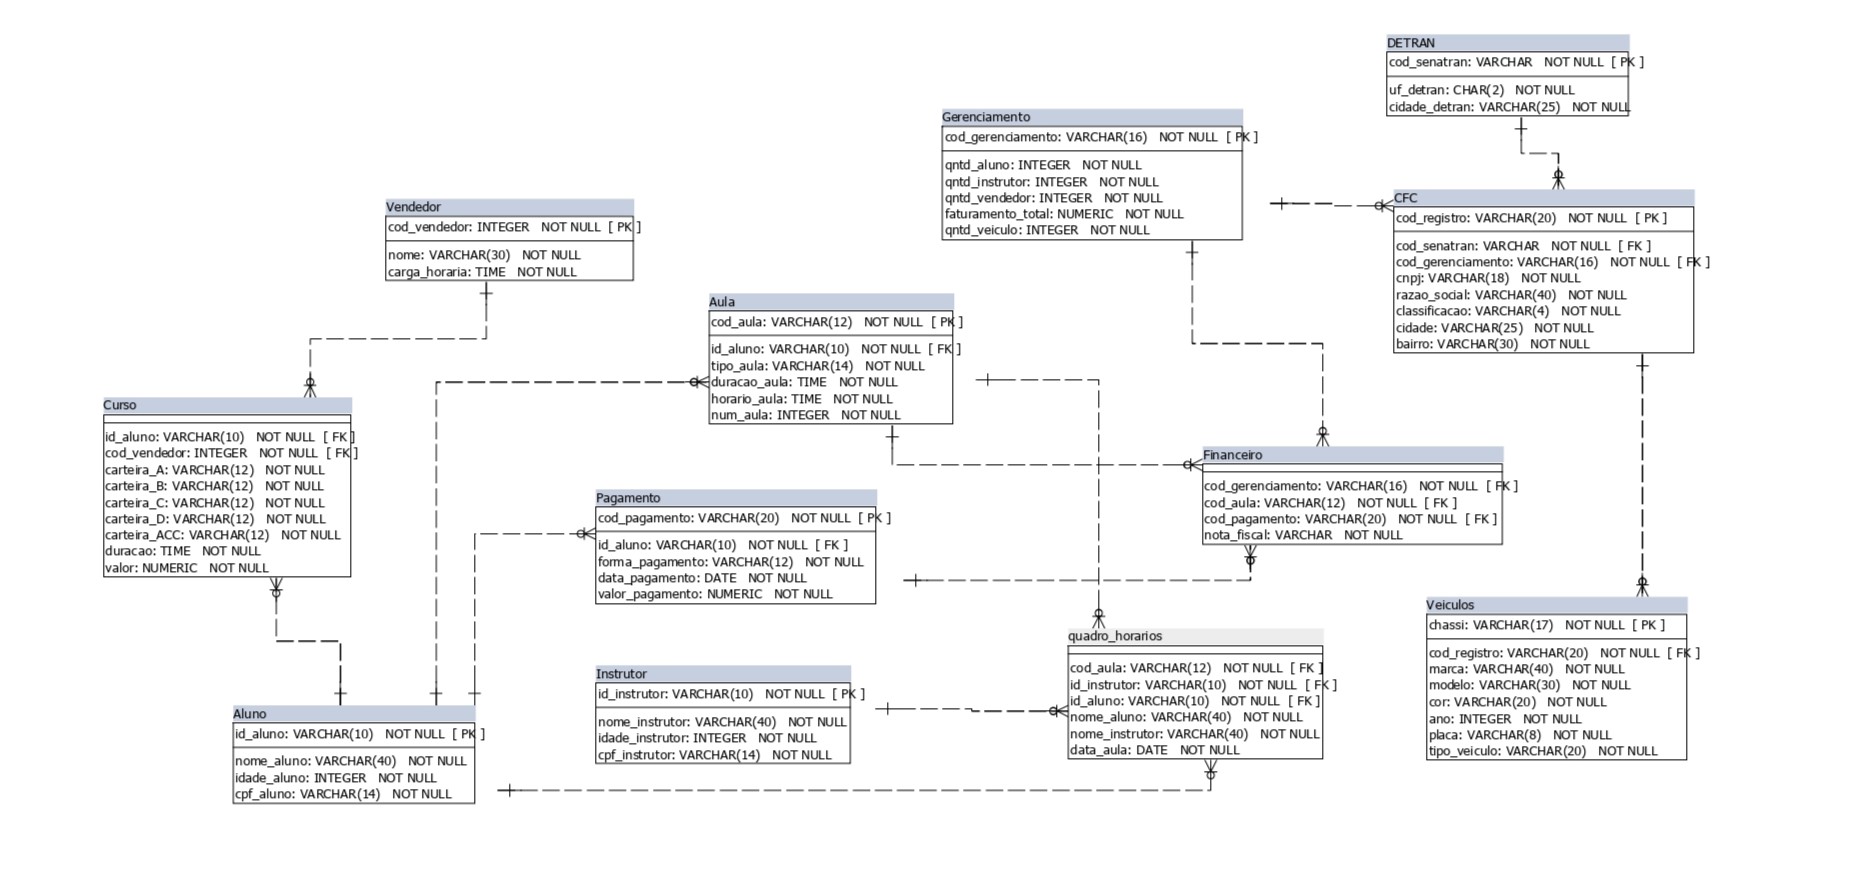 DETRAN
cod_senatran: VARCHAR NOT NULL [ PK ]
uf_detran: CHAR(2) NOT NULL
cidade_detran: VARCHAR(25) NOT NULL
Gerenciamento
cod_gerenciamento: VARCHAR(16) NOT NULL [ PK ]
qntd_aluno: INTEGER NOT NULL
qntd_instrutor: INTEGER NOT NULL
qntd_vendedor: INTEGER NOT NULL
faturamento_total: NUMERIC NOT NULL
qntd_veiculo: INTEGER NOT NULL
CFC
cod_registro: VARCHAR(20) NOT NULL [ PK ]
cod_senatran: VARCHAR NOT NULL [ FK ]
cod_gerenciamento: VARCHAR(16) NOT NULL [ FK ]
cnpj: VARCHAR(18) NOT NULL
razao_social: VARCHAR(40) NOT NULL
classificacao: VARCHAR(4) NOT NULL
cidade: VARCHAR(25) NOT NULL
bairro: VARCHAR(30) NOT NULL
Vendedor
cod_vendedor: INTEGER NOT NULL [ PK ]
nome: VARCHAR(30) NOT NULL
carga_horaria: TIME NOT NULL
Aula
cod_aula: VARCHAR(12) NOT NULL [ PK ]
id_aluno: VARCHAR(10) NOT NULL [ FK ]
tipo_aula: VARCHAR(14) NOT NULL
duracao_aula: TIME NOT NULL
horario_aula: TIME NOT NULL
num_aula: INTEGER NOT NULL
Curso
id_aluno: VARCHAR(10) NOT NULL [ FK ]
cod_vendedor: INTEGER NOT NULL [ FK ]
carteira_A: VARCHAR(12) NOT NULL
carteira_B: VARCHAR(12) NOT NULL
carteira_C: VARCHAR(12) NOT NULL
carteira_D: VARCHAR(12) NOT NULL
carteira_ACC: VARCHAR(12) NOT NULL
duracao: TIME NOT NULL
valor: NUMERIC NOT NULL
Financeiro
cod_gerenciamento: VARCHAR(16) NOT NULL [ FK ]
cod_aula: VARCHAR(12) NOT NULL [ FK ]
cod_pagamento: VARCHAR(20) NOT NULL [ FK ]
nota_fiscal: VARCHAR NOT NULL
Pagamento
cod_pagamento: VARCHAR(20) NOT NULL [ PK ]
id_aluno: VARCHAR(10) NOT NULL [ FK ]
forma_pagamento: VARCHAR(12) NOT NULL
data_pagamento: DATE NOT NULL
valor_pagamento: NUMERIC NOT NULL
Veiculos
chassi: VARCHAR(17) NOT NULL [ PK ]
cod_registro: VARCHAR(20) NOT NULL [ FK ]
marca: VARCHAR(40) NOT NULL
modelo: VARCHAR(30) NOT NULL
cor: VARCHAR(20) NOT NULL
ano: INTEGER NOT NULL
placa: VARCHAR(8) NOT NULL
tipo_veiculo: VARCHAR(20) NOT NULL
quadro_horarios
cod_aula: VARCHAR(12) NOT NULL [ FK ]
id_instrutor: VARCHAR(10) NOT NULL [ FK ]
id_aluno: VARCHAR(10) NOT NULL [ FK ]
nome_aluno: VARCHAR(40) NOT NULL
nome_instrutor: VARCHAR(40) NOT NULL
data_aula: DATE NOT NULL
Instrutor
id_instrutor: VARCHAR(10) NOT NULL [ PK ]
nome_instrutor: VARCHAR(40) NOT NULL
idade_instrutor: INTEGER NOT NULL
cpf_instrutor: VARCHAR(14) NOT NULL
Aluno
id_aluno: VARCHAR(10) NOT NULL [ PK ]
nome_aluno: VARCHAR(40) NOT NULL
idade_aluno: INTEGER NOT NULL
cpf_aluno: VARCHAR(14) NOT NULL